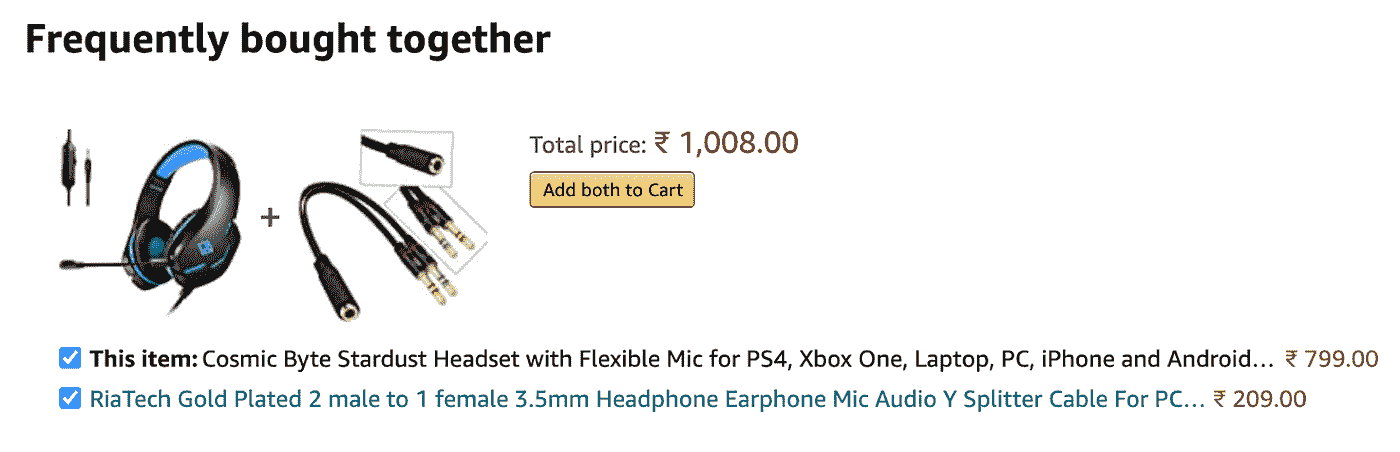 Frequently bought together
+
Total price: ₹ 1,008.00
Add both to Cart
This item: Cosmic Byte Stardust Headset with Flexible Mic for PS4, Xbox One, Laptop, PC, iPhone and Android... ₹ 799.00
RiaTech Gold Plated 2 male to 1 female 3.5mm Headphone Earphone Mic Audio Y Splitter Cable For PC... ₹ 209.00